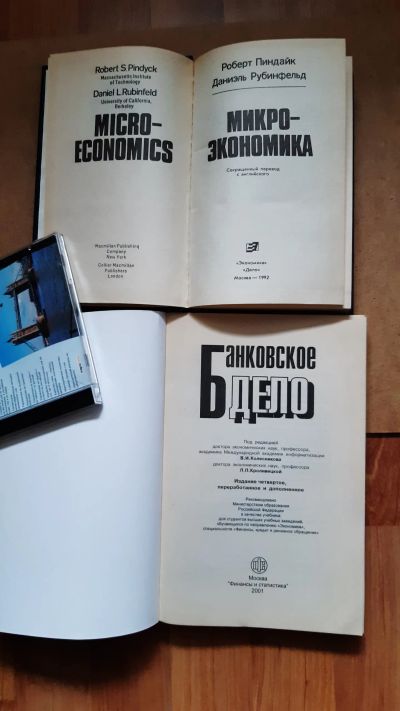 Robert S. Pindyck
Massachusetts Institute
of Technology
Daniel L. Rubinfeld
University of California,
Berkeley
MICRO-
ECONOMICS
Macmillan Publishing
Company
New York
Collier Macmillan
Publishers
London
Роберт Пиндайк
Даниэль Рубинфельд
МИКРО-
ЭКОНОМИКА
Сокращенный перевод
с английского
«Экономика»
«Дело»
Москва — 1992
Банковское
ДЕЛО
Под редакцией
доктора экономических наук, профессора,
академика Международной академии информатизации
В.И.Колесникова
доктора экономических наук, профессора
Л.П.Кроливецкой
Издание четвертое,
переработанное и дополненное
Рекомендовано
Министерством образования
Российской Федерации
в качестве учебника
для студентов высших учебных заведений,
обучающихся по направлению «Экономика»,
специальности «Финансы, кредит и денежное обращение»
Москва
"Финансы и статистика"
2001